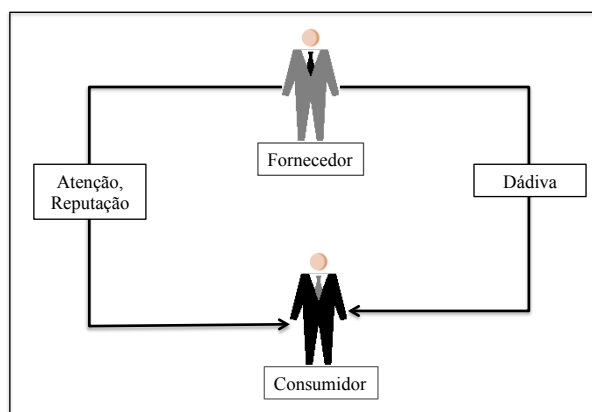 Fornecedor
Atenção,
Reputação
Dádiva
Consumidor